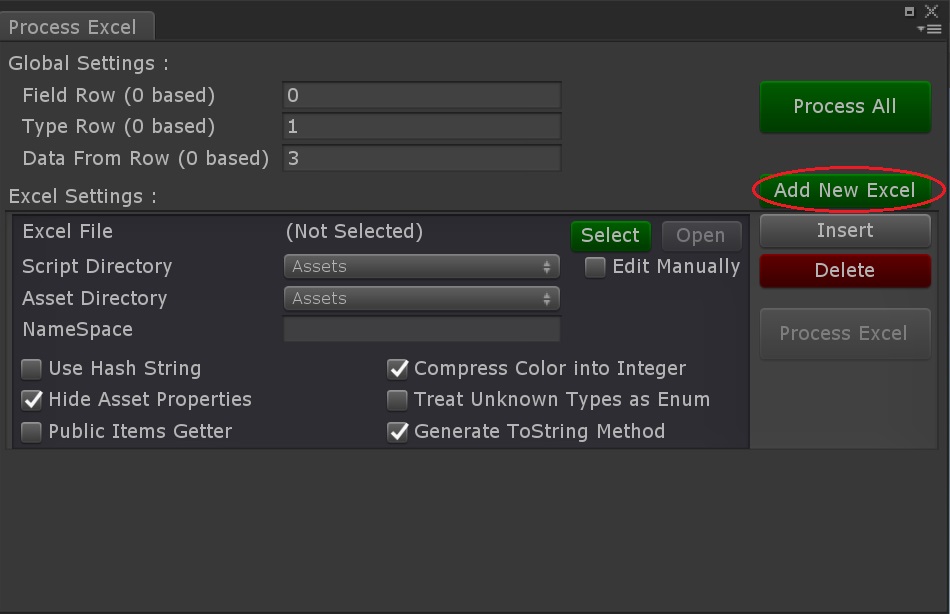 Process Excel
Global Settings :
Field Row (0 based) 0
Type Row (0 based) 1
Data From Row (0 based) 3
Process All
Excel Settings :
Add New Excel
Excel File (Not Selected) Select Open
Script Directory Assets Edit Manually
Asset Directory Assets
NameSpace
Insert
Delete
Process Excel
Use Hash String Compress Color into Integer
Hide Asset Properties Treat Unknown Types as Enum
Public Items Getter Generate ToString Method